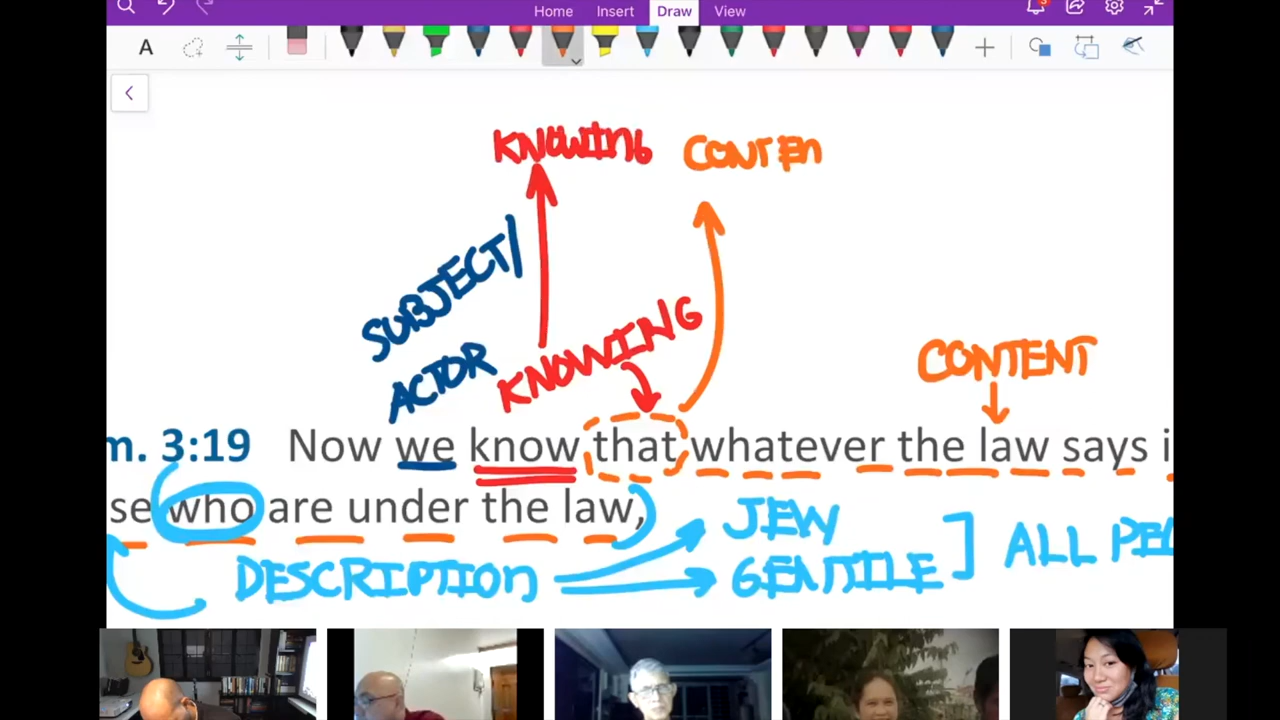 Home Insert Draw View
A
KNOWING CONTEN
SUBJECT/
ACTOR
KNOWING
CONTENT
m. 3:19 Now we know that whatever the law says i
se who are under the law,
DESCRIPTION JEW
GENTILE ] ALL PEO